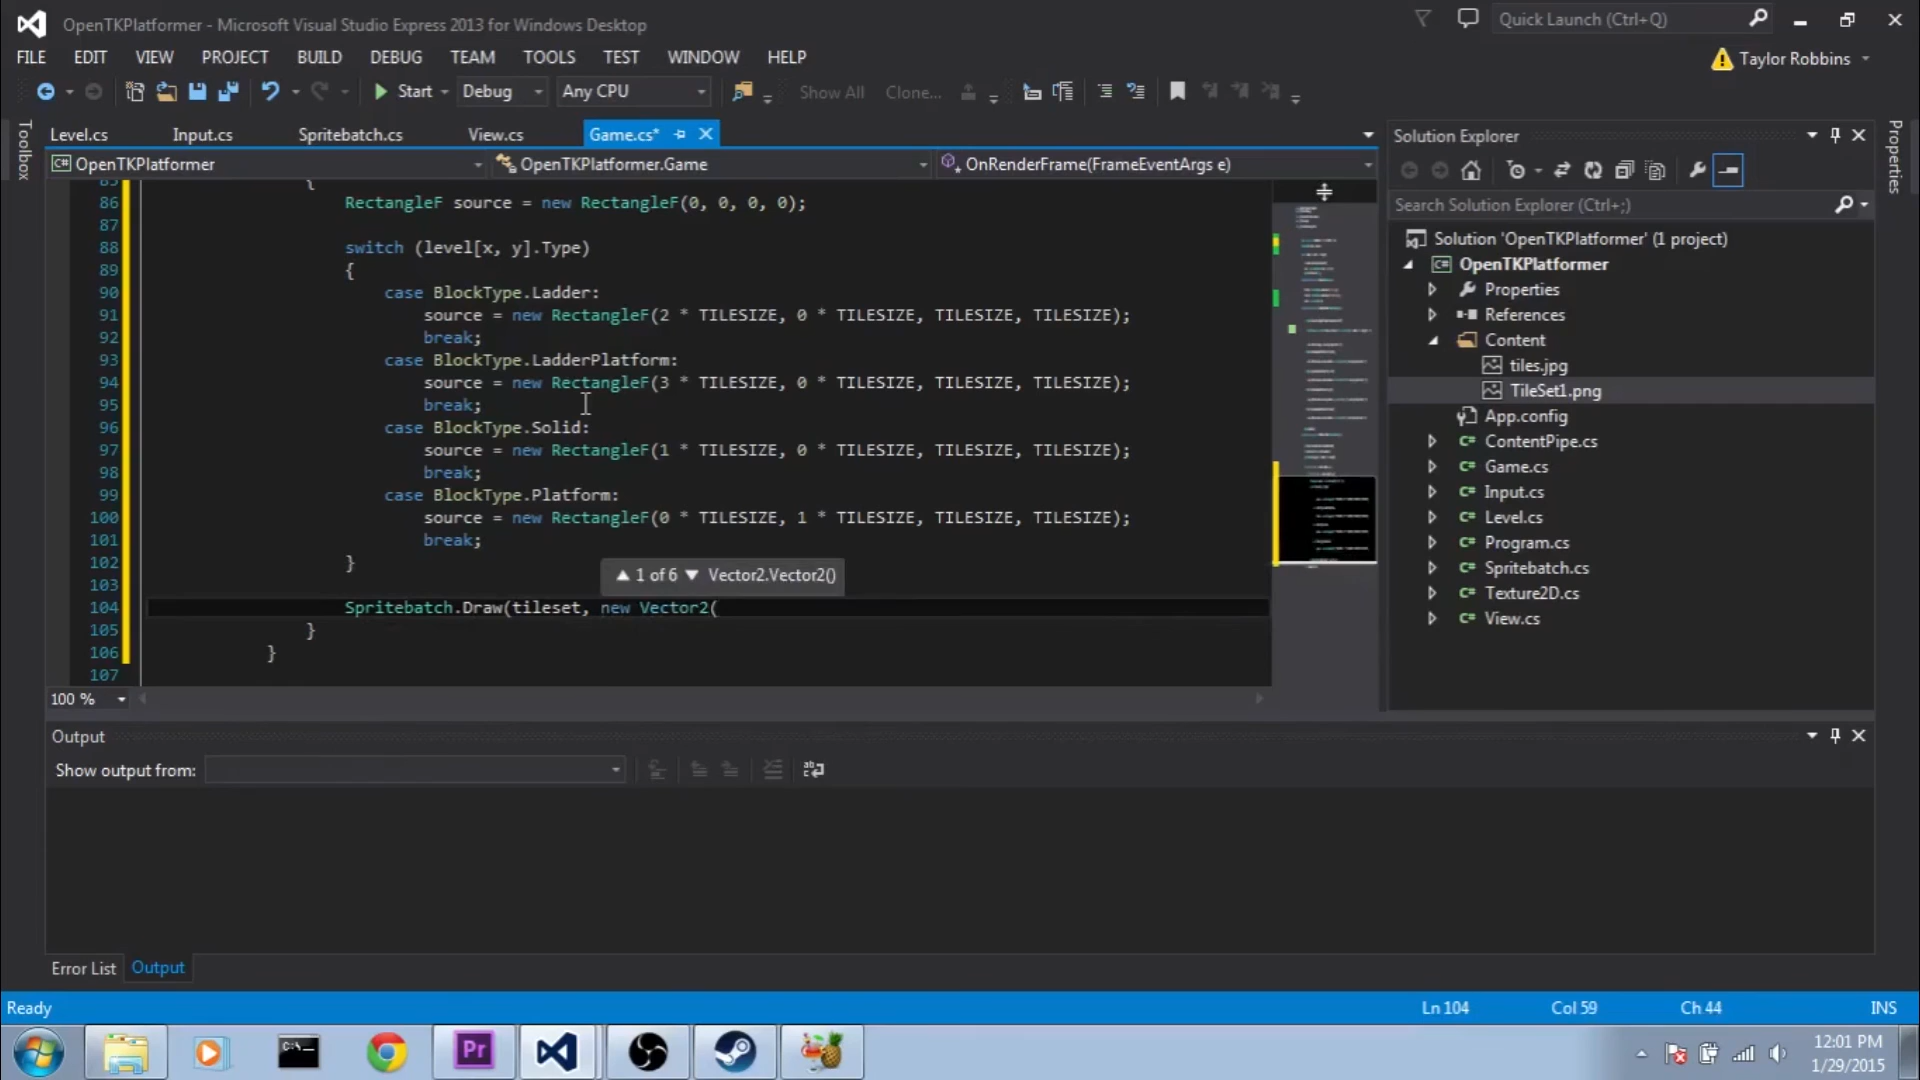 OpenTKPlatformer - Microsoft Visual Studio Express 2013 for Windows Desktop
Quick Launch (Ctrl+Q)
FILE EDIT VIEW PROJECT BUILD DEBUG TEAM TOOLS TEST WINDOW HELP
Taylor Robbins
Start Debug Any CPU Show All Clone...
Toolbox
Level.cs Input.cs Spritebatch.cs View.cs Game.cs*
OpenTKPlatformer OpenTKPlatformer.Game OnRenderFrame(FrameEventArgs e)
85 {
86 RectangleF source = new RectangleF(0, 0, 0, 0);
87
88 switch (level[x, y].Type)
89 {
90 case BlockType.Ladder:
91 source = new RectangleF(2 * TILESIZE, 0 * TILESIZE, TILESIZE, TILESIZE);
92 break;
93 case BlockType.LadderPlatform:
94 source = new RectangleF(3 * TILESIZE, 0 * TILESIZE, TILESIZE, TILESIZE);
95 break;
96 case BlockType.Solid:
97 source = new RectangleF(1 * TILESIZE, 0 * TILESIZE, TILESIZE, TILESIZE);
98 break;
99 case BlockType.Platform:
100 source = new RectangleF(0 * TILESIZE, 1 * TILESIZE, TILESIZE, TILESIZE);
101 break;
102 }
1 of 6 Vector2.Vector2()
103
104 Spritebatch.Draw(tileset, new Vector2(
105 }
106 }
107
100 %
Solution Explorer
Search Solution Explorer (Ctrl+;)
Solution 'OpenTKPlatformer' (1 project)
OpenTKPlatformer
Properties
References
Content
tiles.jpg
TileSet1.png
App.config
ContentPipe.cs
Game.cs
Input.cs
Level.cs
Program.cs
Spritebatch.cs
Texture2D.cs
View.cs
Properties
Output
Show output from:
Error List Output
Ready Ln 104 Col 59 Ch 44 INS
C:\_
Pr
12:01 PM
1/29/2015